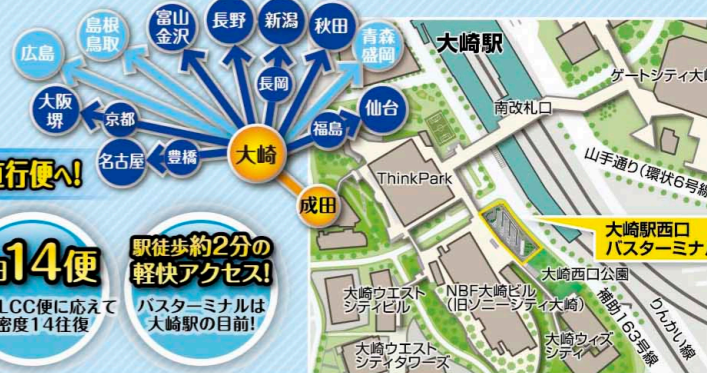 広島
島根
鳥取
富山
金沢
長野
新潟
秋田
青森
盛岡
大阪
堺
京都
名古屋
豊橋
長岡
福島
仙台
大崎
成田
直行便へ!
14便
LCC便に応えて
密度14往復
駅徒歩約2分の
軽快アクセス!
バスターミナルは
大崎駅の目前!
大崎駅
ゲートシティ大崎
南改札口
山手通り(環状6号線
ThinkPark
大崎駅西口
バスターミナ
大崎西口公園
大崎ウエスト
シティビル
NBF大崎ビル
(旧ソニーシティ大崎)
大崎ウィズ
シティ
大崎ウエスト
シティタワーズ
補助163号線
りんかい線